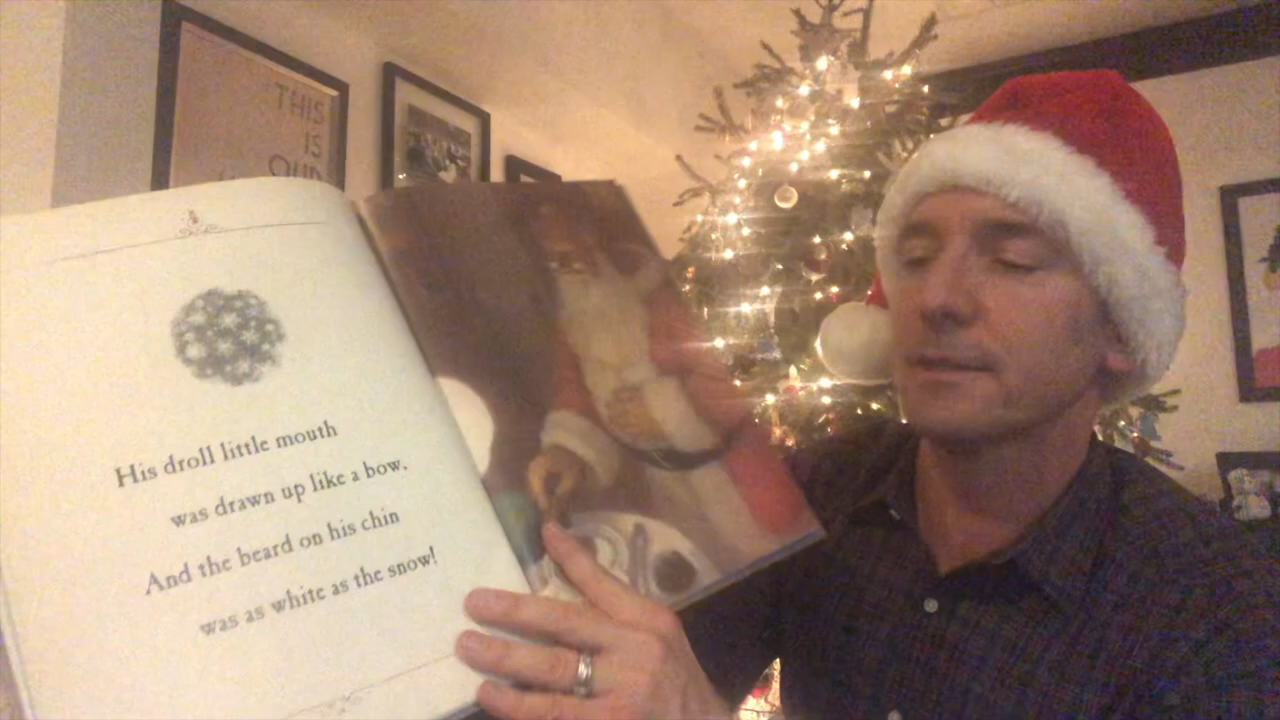 THIS
IS
OUR
His droll little mouth
was drawn up like a bow,
And the beard on his chin
was as white as the snow!